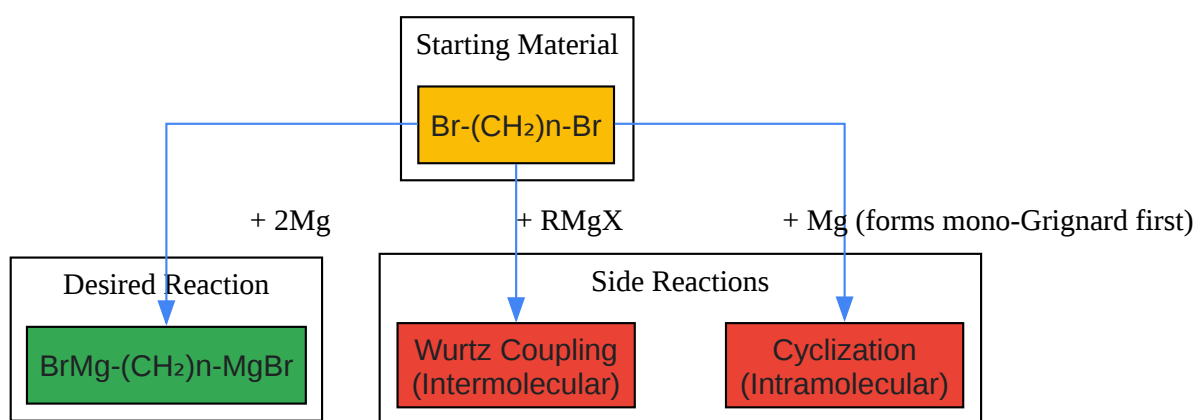 Starting Material
Br-(CH₂)n-Br
+ 2Mg
+ RMgX
+ Mg (forms mono-Grignard first)
Desired Reaction
Side Reactions
BrMg-(CH₂)n-MgBr
Wurtz Coupling
(Intermolecular)
Cyclization
(Intramolecular)